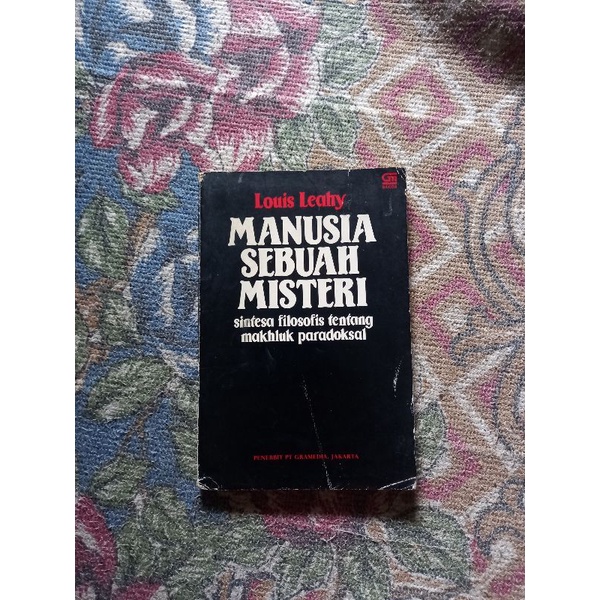 Louis Leahy
MANUSIA
SEBUAH
MISTERI
sintesa filosofis tentang
makhluk paradoksal
PENERBIT PT GRAMEDIA, JAKARTA